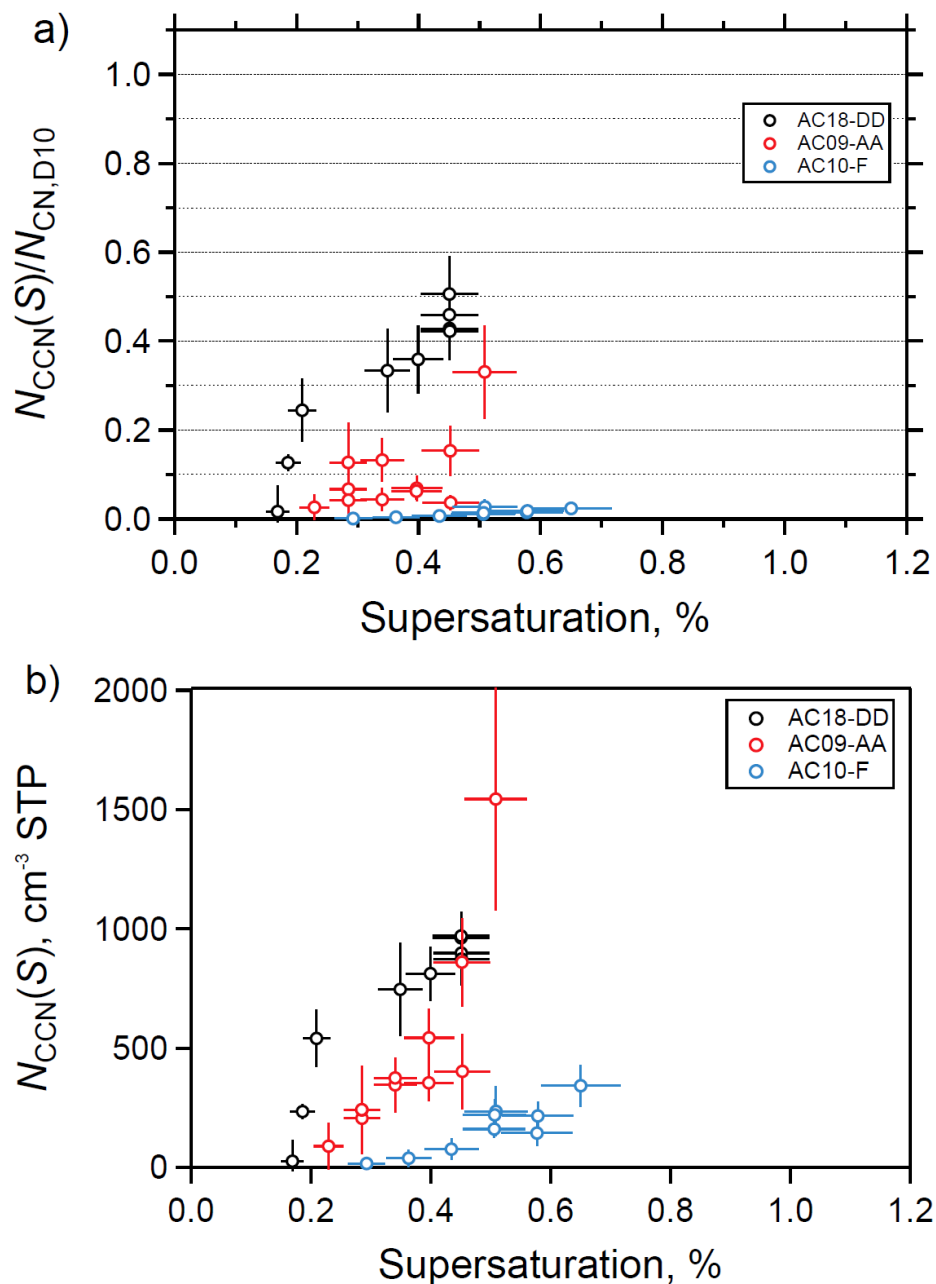 a)
N_CCN(S)/N_CN,D10
1.0
0.8
0.6
0.4
0.2
0.0
AC18-DD
AC09-AA
AC10-F
0.0 0.2 0.4 0.6 0.8 1.0 1.2
Supersaturation, %
b)
N_CCN(S), cm⁻³ STP
2000
1500
1000
500
0
AC18-DD
AC09-AA
AC10-F
0.0 0.2 0.4 0.6 0.8 1.0 1.2
Supersaturation, %